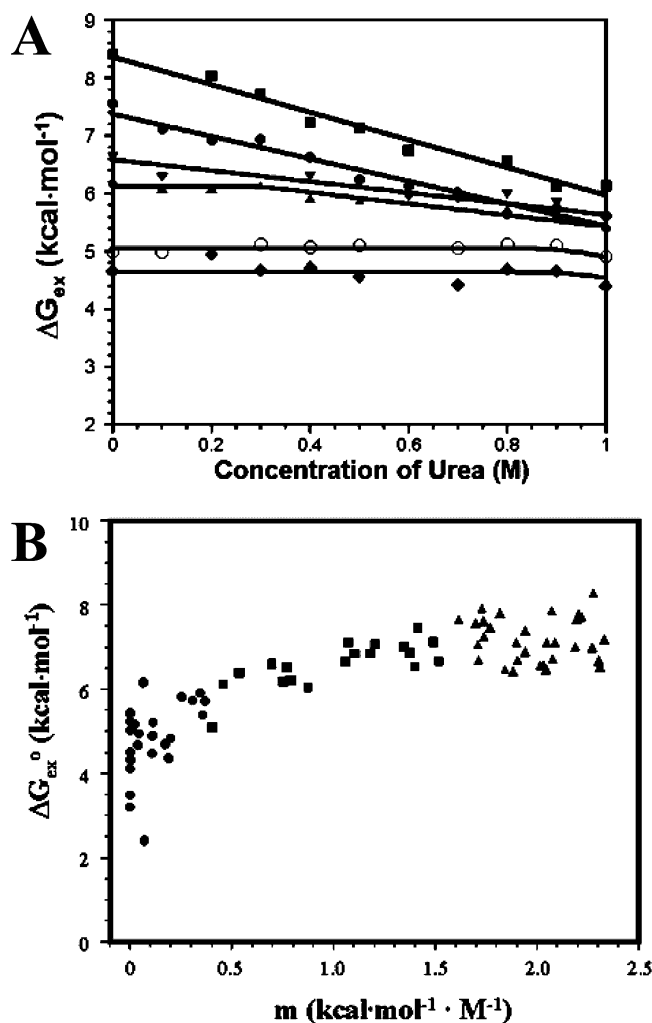 A
ΔGex (kcal·mol-1)
9
8
7
6
5
4
3
2
0 0.2 0.4 0.6 0.8 1
Concentration of Urea (M)
B
ΔGex° (kcal·mol-1)
10
8
6
4
2
0
0 0.5 1.0 1.5 2.0 2.5
m (kcal·mol-1 · M-1)